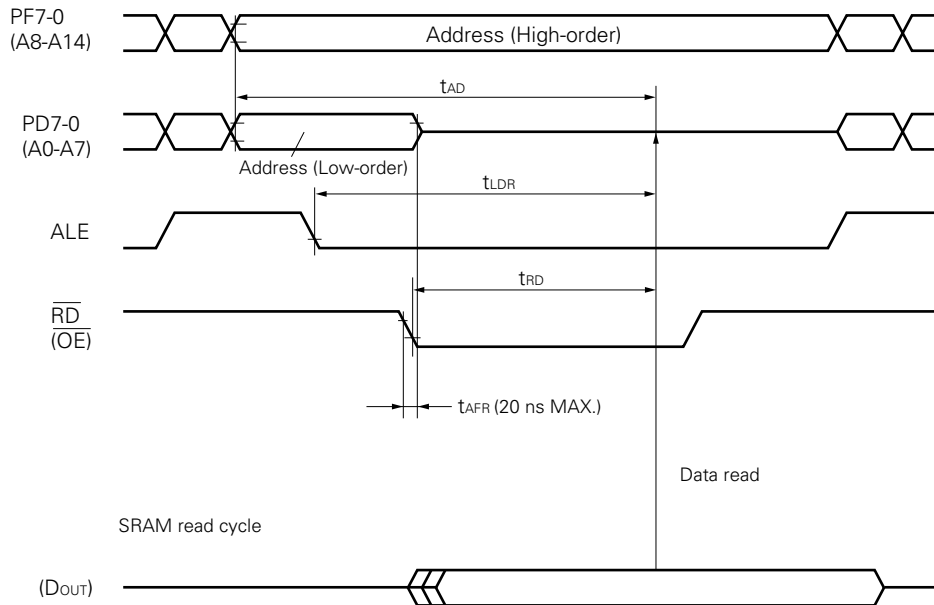 PF7-0
(A8-A14)
Address (High-order)
tAD
PD7-0
(A0-A7)
Address (Low-order)
tLDR
ALE
tRD
RD
(OE)
tAFR (20 ns MAX.)
Data read
SRAM read cycle
(DOUT)